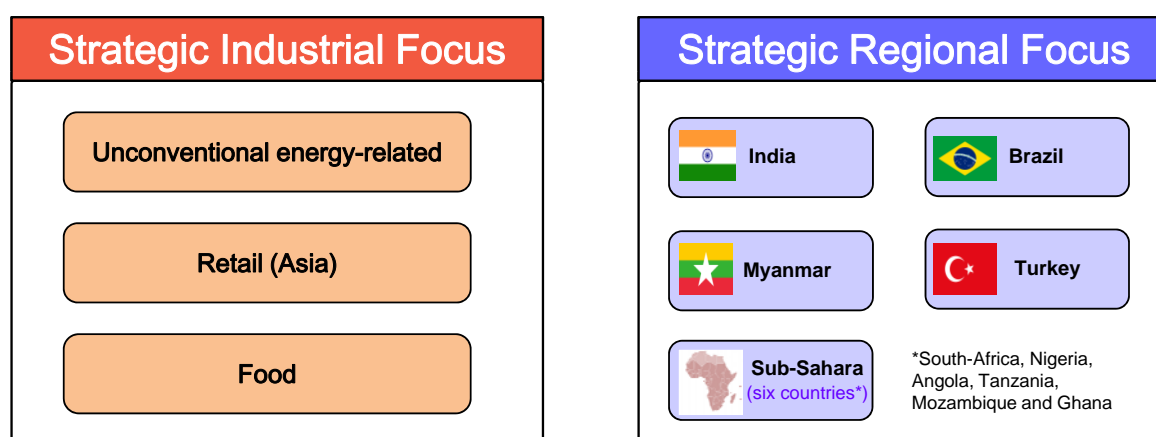 Strategic Industrial Focus
Unconventional energy-related
Retail (Asia)
Food
Strategic Regional Focus
India
Brazil
Myanmar
Turkey
Sub-Sahara
(six countries*)
*South-Africa, Nigeria,
Angola, Tanzania,
Mozambique and Ghana